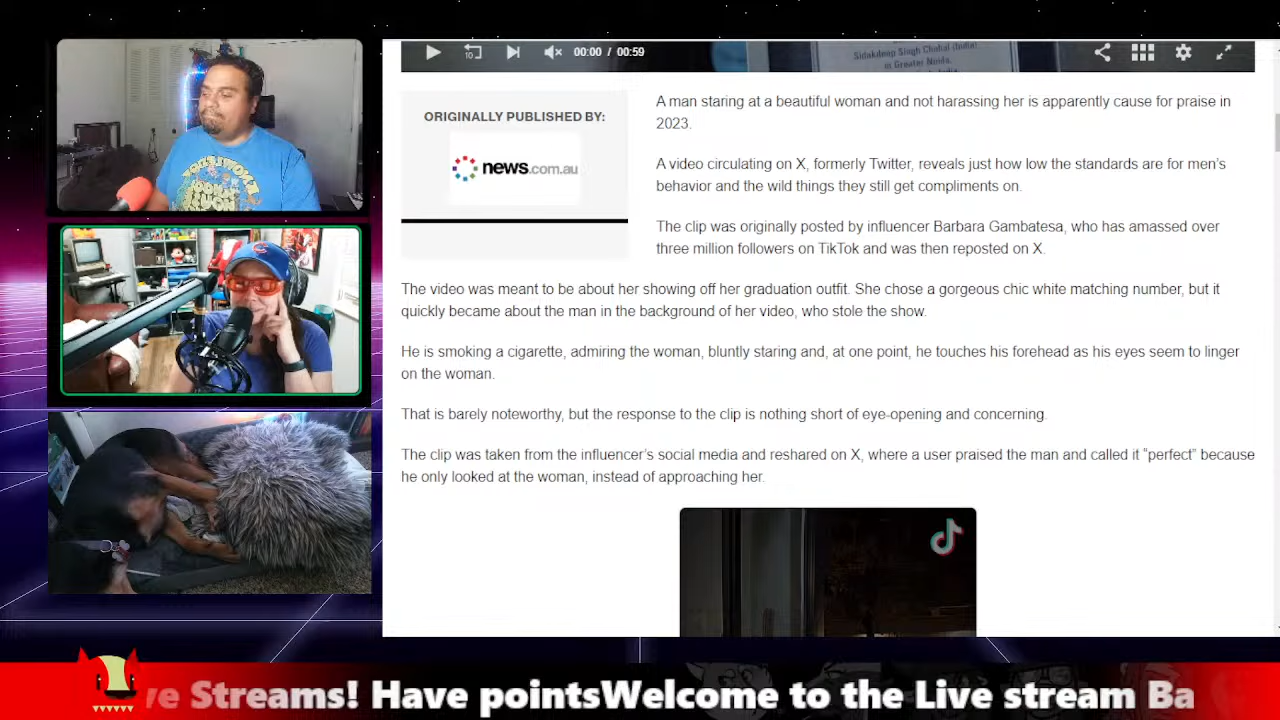 Sidakdeep Singh Chahal (India)
in Greater Noida,
00:00 / 00:59
10
ORIGINALLY PUBLISHED BY:
news.com.au
A man staring at a beautiful woman and not harassing her is apparently cause for praise in
2023.
A video circulating on X, formerly Twitter, reveals just how low the standards are for men's
behavior and the wild things they still get compliments on.
The clip was originally posted by influencer Barbara Gambatesa, who has amassed over
three million followers on TikTok and was then reposted on X.
The video was meant to be about her showing off her graduation outfit. She chose a gorgeous chic white matching number, but it
quickly became about the man in the background of her video, who stole the show.
He is smoking a cigarette, admiring the woman, bluntly staring and, at one point, he touches his forehead as his eyes seem to linger
on the woman.
That is barely noteworthy, but the response to the clip is nothing short of eye-opening and concerning.
The clip was taken from the influencer's social media and reshared on X, where a user praised the man and called it “perfect” because
he only looked at the woman, instead of approaching her.
ve Streams! Have pointsWelcome to the Live stream Ba